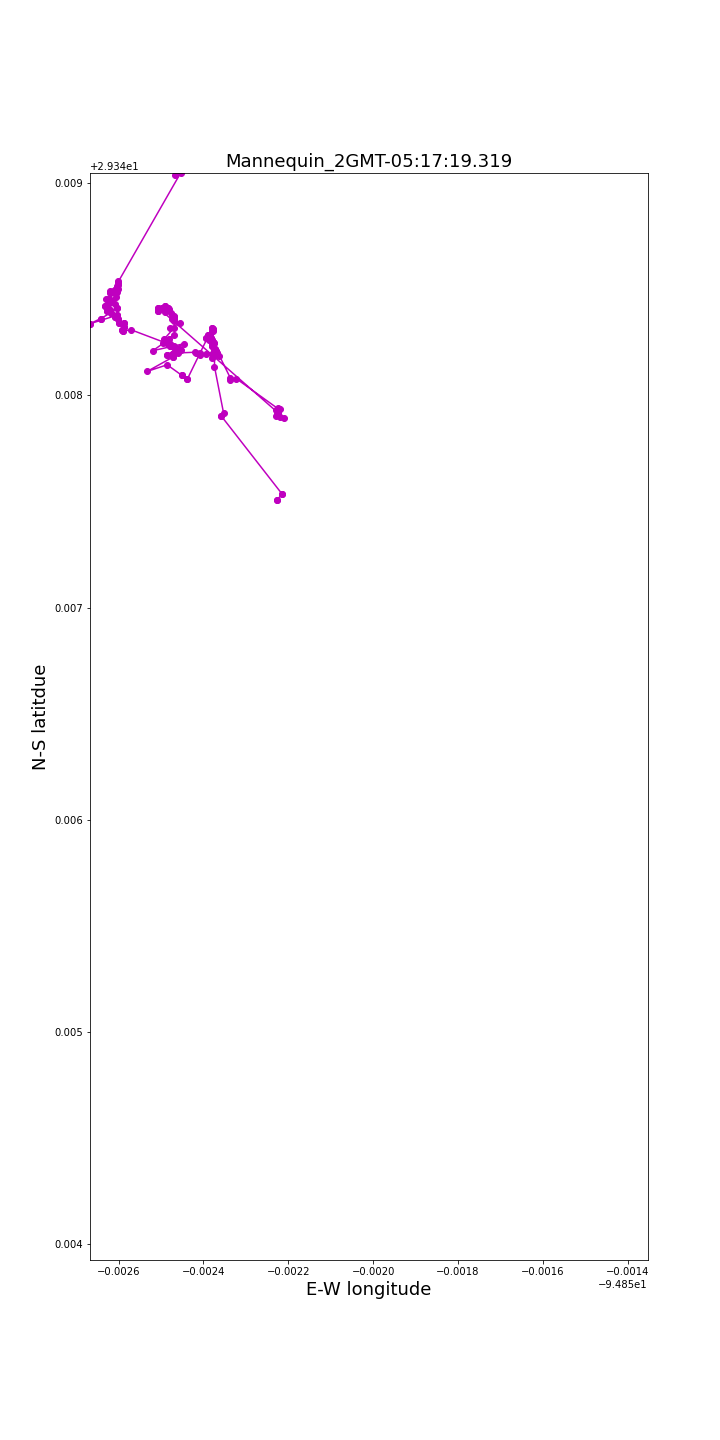 Mannequin_2GMT-05:17:19.319
+2.934e1
0.009
0.008
0.007
0.006
0.005
0.004
N-S latitdue
−0.0026 −0.0024 −0.0022 −0.0020 −0.0018 −0.0016 −0.0014
−9.485e1
E-W longitude